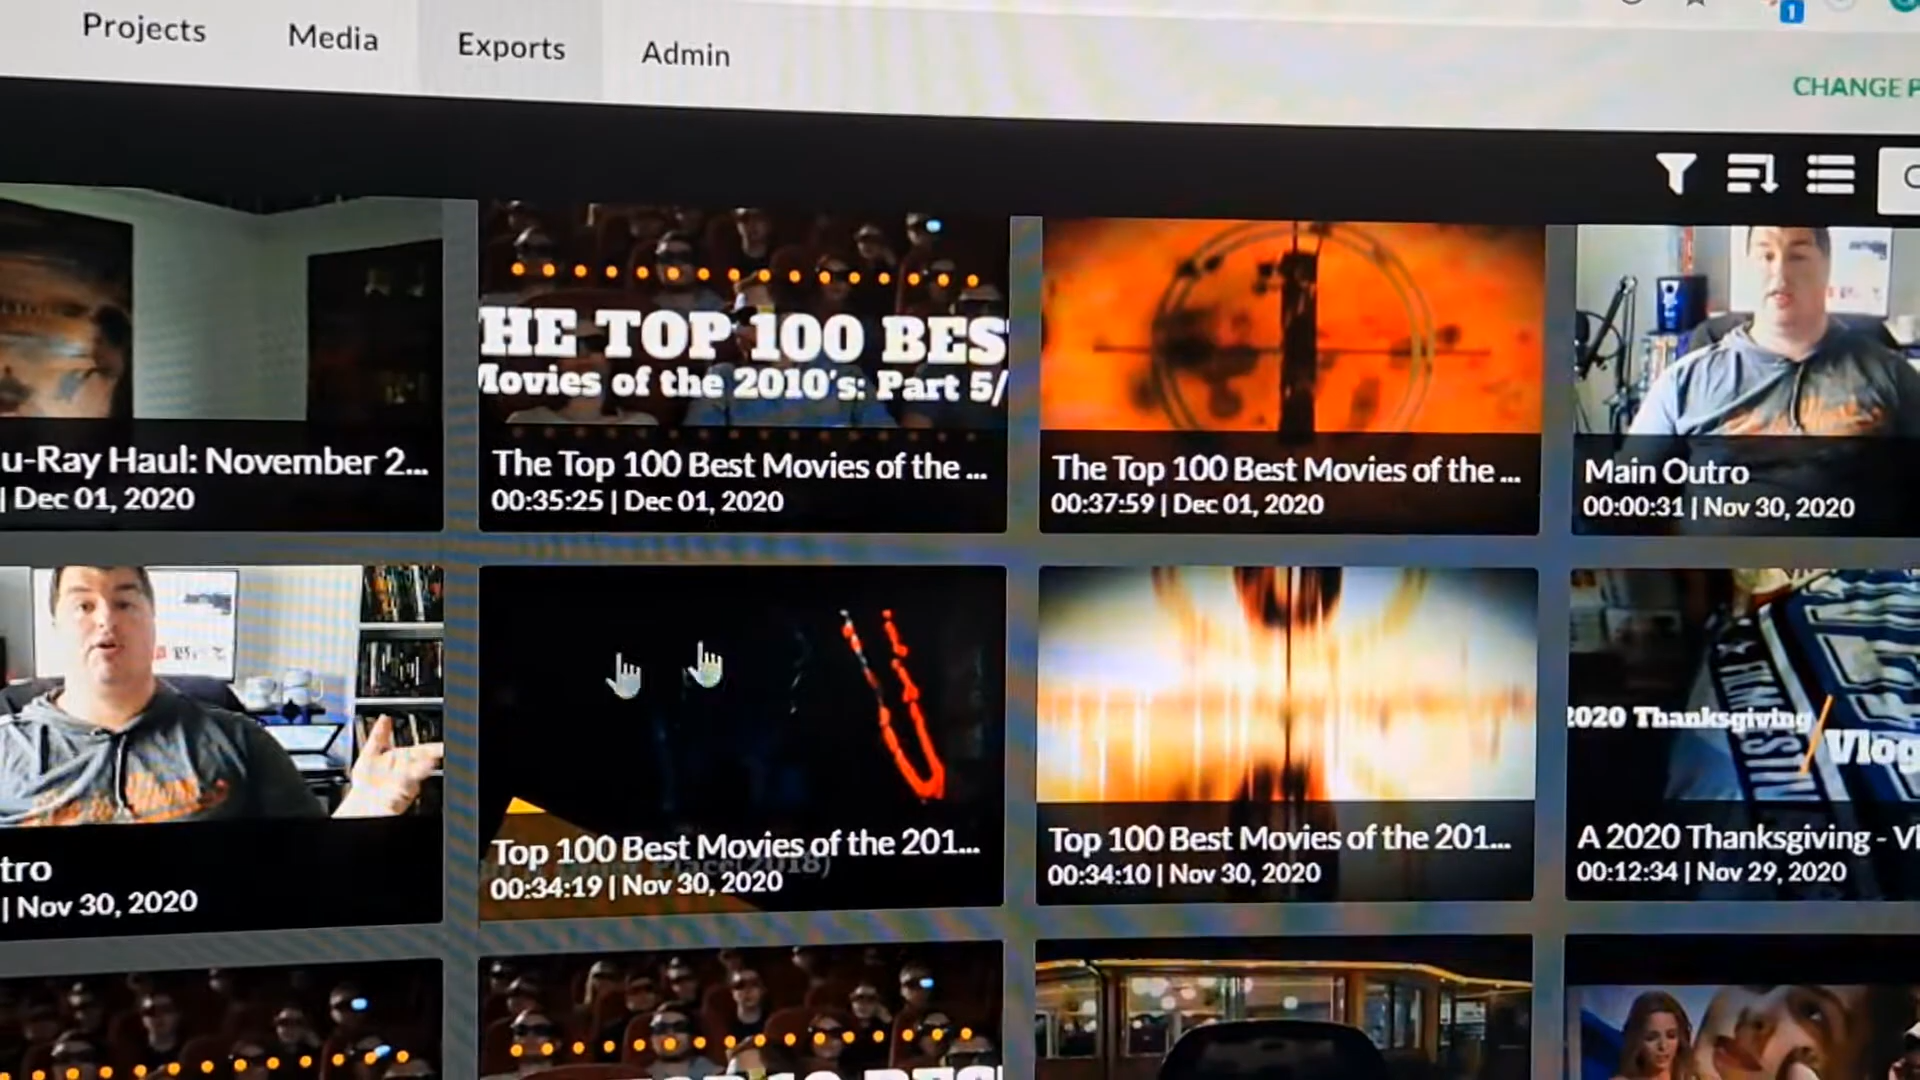 Projects
Media
Exports
Admin
1
CHANGE P
HE TOP 100 BES
Movies of the 2010's: Part 5/
u-Ray Haul: November 2...
| Dec 01, 2020
The Top 100 Best Movies of the ...
00:35:25 | Dec 01, 2020
The Top 100 Best Movies of the ...
00:37:59 | Dec 01, 2020
Main Outro
00:00:31 | Nov 30, 2020
tro
| Nov 30, 2020
Top 100 Best Movies of the 201...
00:34:19 | Nov 30, 2020
Top 100 Best Movies of the 201...
00:34:10 | Nov 30, 2020
2020 Thanksgiving
Vlog
A 2020 Thanksgiving - Vl
00:12:34 | Nov 29, 2020